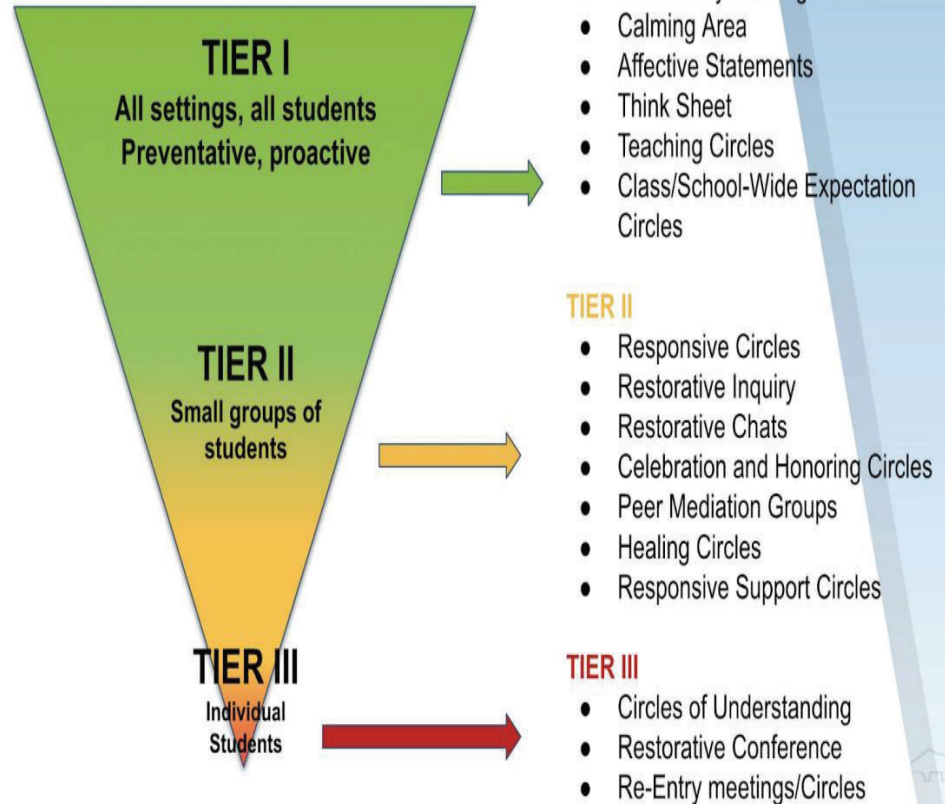 TIER I
All settings, all students
Preventative, proactive
TIER II
Small groups of
students
TIER III
Individual
Students
• Calming Area
• Affective Statements
• Think Sheet
• Teaching Circles
• Class/School-Wide Expectation
Circles
TIER II
• Responsive Circles
• Restorative Inquiry
• Restorative Chats
• Celebration and Honoring Circles
• Peer Mediation Groups
• Healing Circles
• Responsive Support Circles
TIER III
• Circles of Understanding
• Restorative Conference
• Re-Entry meetings/Circles